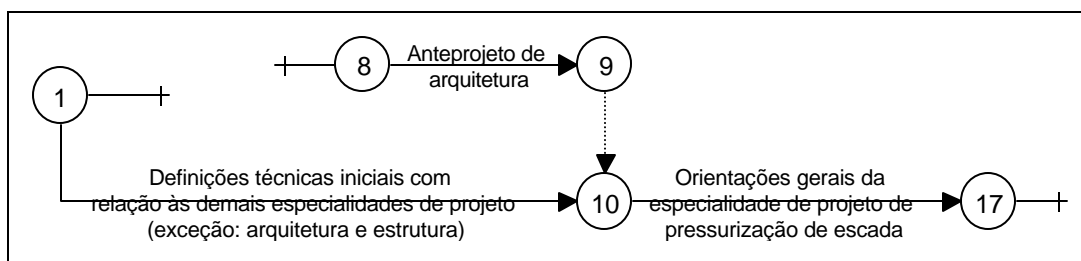 8
Anteprojeto de
arquitetura
9
1
Definições técnicas iniciais com
relação às demais especialidades de projeto
(exceção: arquitetura e estrutura)
10
Orientações gerais da
especialidade de projeto de
pressurização de escada
17